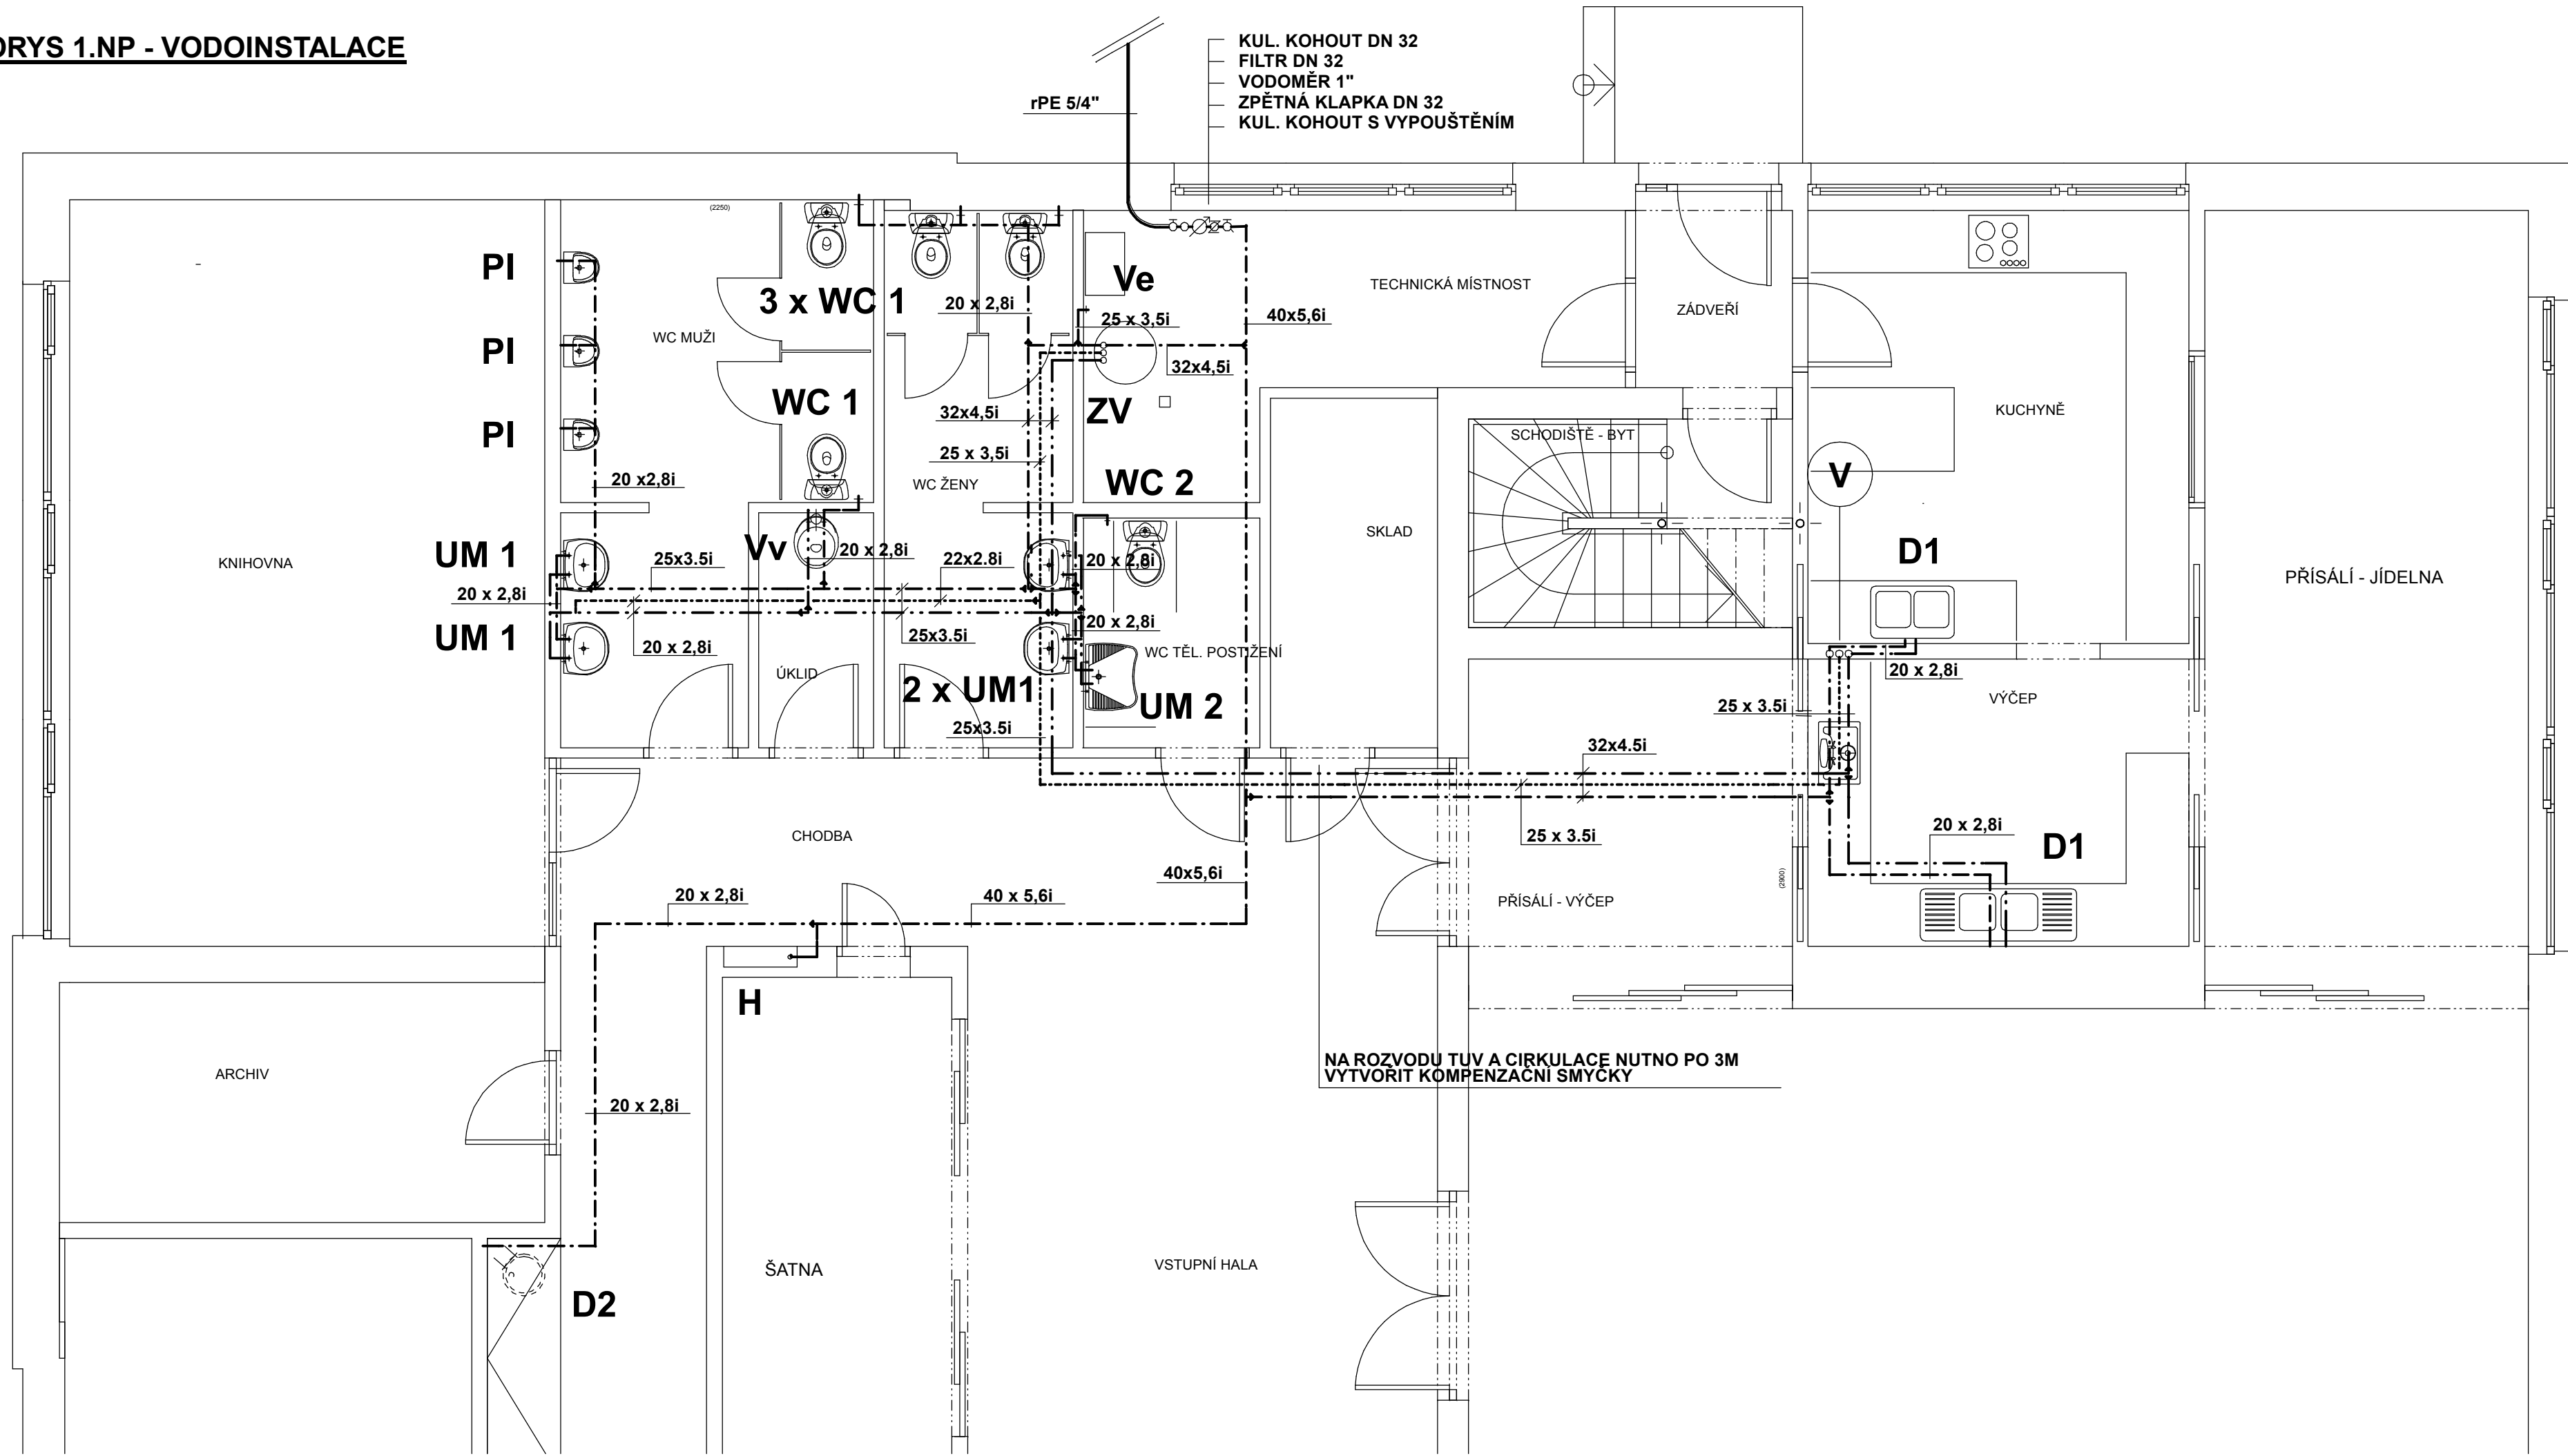 ORYS 1.NP - VODOINSTALACE
KUL. KOHOUT DN 32
FILTR DN 32
VODOMĚR 1"
ZPĚTNÁ KLAPKA DN 32
KUL. KOHOUT S VYPOUŠTĚNÍM
rPE 5/4"
(2250)
PI
Ve
TECHNICKÁ MÍSTNOST
3 x WC 1
20 x 2,8i
25 x 3,5i
40x5,6i
ZÁDVEŘÍ
WC MUŽI
PI
32x4,5i
WC 1
ZV
32x4,5i
KUCHYNĚ
PI
SCHODIŠTĚ - BYT
25 x 3,5i
20 x2,8i
WC ŽENY
WC 2
V
SKLAD
UM 1
Vv
20 x 2,8i
D1
KNIHOVNA
25x3.5i
22x2.8i
20 x 2,8i
PŘÍSÁLÍ - JÍDELNA
20 x 2,8i
20 x 2,8i
UM 1
25x3.5i
20 x 2,8i
WC TĚL. POSTIŽENÍ
ÚKLID
20 x 2,8i
2 x UM1
UM 2
VÝČEP
25 x 3.5i
25x3.5i
32x4.5i
20 x 2,8i
CHODBA
25 x 3.5i
D1
40x5,6i
(2900)
20 x 2,8i
40 x 5,6i
PŘÍSÁLÍ - VÝČEP
H
NA ROZVODU TUV A CIRKULACE NUTNO PO 3M
VYTVOŘIT KOMPENZAČNÍ SMYČKY
ARCHIV
20 x 2,8i
ŠATNA
VSTUPNÍ HALA
D2